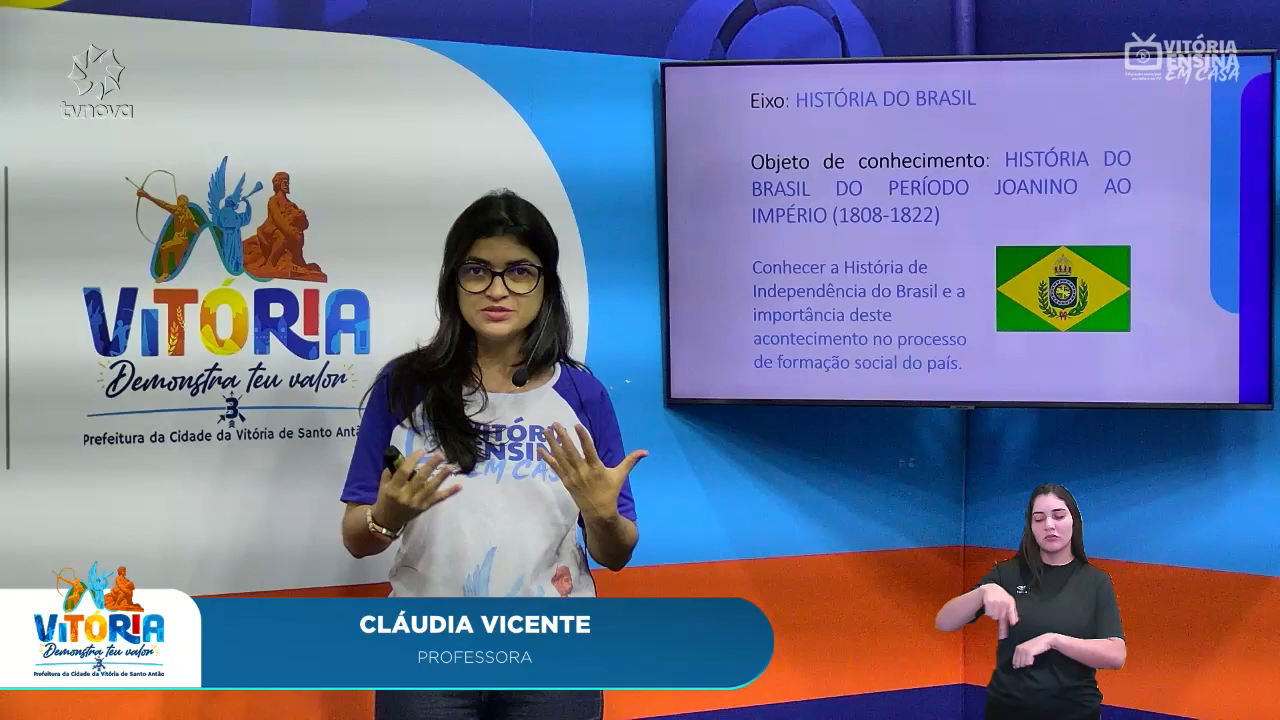 tvnova
VITÓRIA
Demonstra teu valor
Prefeitura da Cidade da Vitória de Santo Antão
VITÓRIA
ENSINA
EM CASA
Eixo: HISTÓRIA DO BRASIL
Objeto de conhecimento: HISTÓRIA DO
BRASIL DO PERÍODO JOANINO AO
IMPÉRIO (1808-1822)
Conhecer a História de
Independência do Brasil e a
importância deste
acontecimento no processo
de formação social do país.
VITÓRIA
ENSINA
EM CASA
VITÓRIA
Demonstra teu valor
Prefeitura da Cidade da Vitória de Santo Antão
CLÁUDIA VICENTE
PROFESSORA